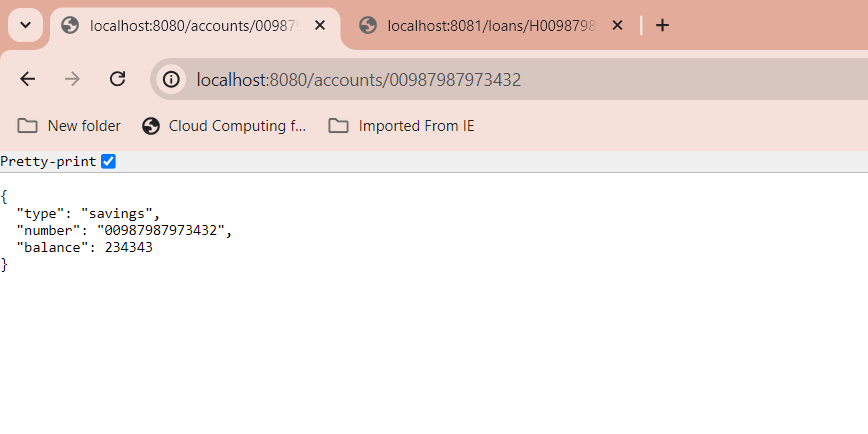 localhost:8080/accounts/00987 localhost:8081/loans/H0098798
localhost:8080/accounts/00987987973432
New folder Cloud Computing f... Imported From IE
Pretty-print
{
  "type": "savings",
  "number": "00987987973432",
  "balance": 234343
}